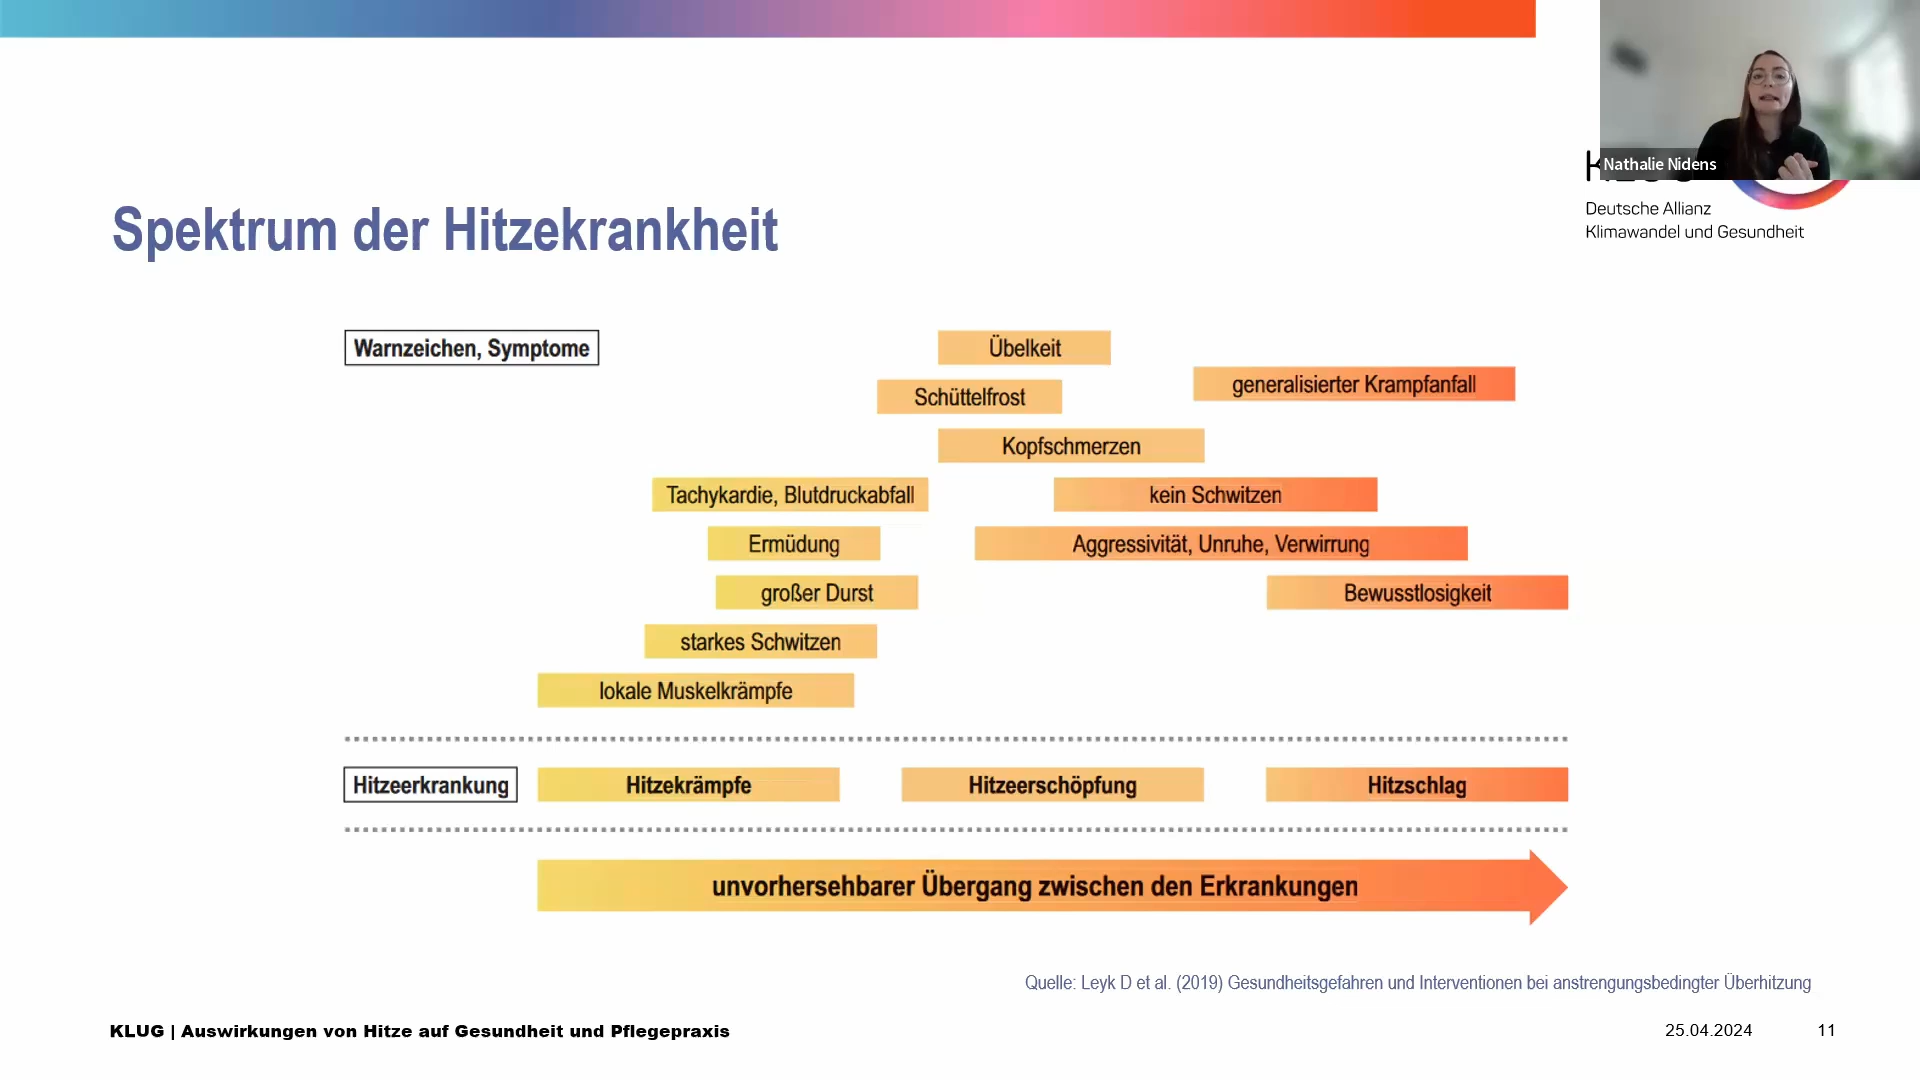 Nathalie Nidens
Deutsche Allianz
Klimawandel und Gesundheit
Spektrum der Hitzekrankheit
Warnzeichen, Symptome
Übelkeit
generalisierter Krampfanfall
Schüttelfrost
Kopfschmerzen
Tachykardie, Blutdruckabfall
kein Schwitzen
Ermüdung
Aggressivität, Unruhe, Verwirrung
großer Durst
Bewusstlosigkeit
starkes Schwitzen
lokale Muskelkrämpfe
Hitzeerkrankung
Hitzekrämpfe
Hitzeerschöpfung
Hitzschlag
unvorhersehbarer Übergang zwischen den Erkrankungen
Quelle: Leyk D et al. (2019) Gesundheitsgefahren und Interventionen bei anstrengungsbedingter Überhitzung
KLUG | Auswirkungen von Hitze auf Gesundheit und Pflegepraxis
25.04.2024
11